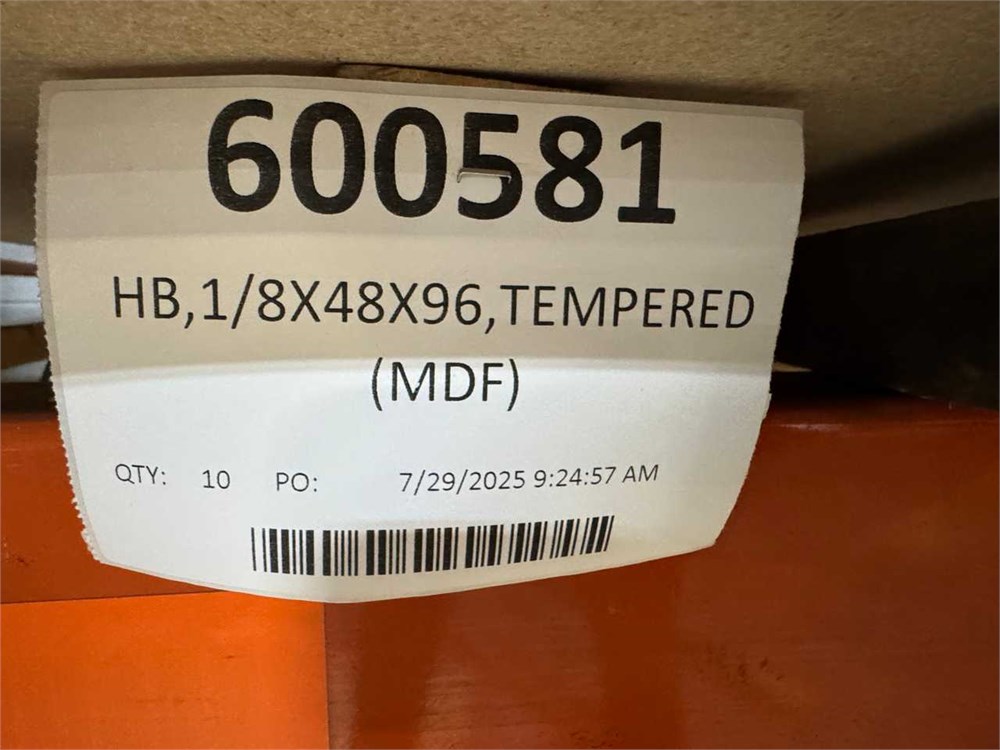 600581
HB,1/8X48X96,TEMPERED
(MDF)
QTY: 10 PO: 7/29/2025 9:24:57 AM